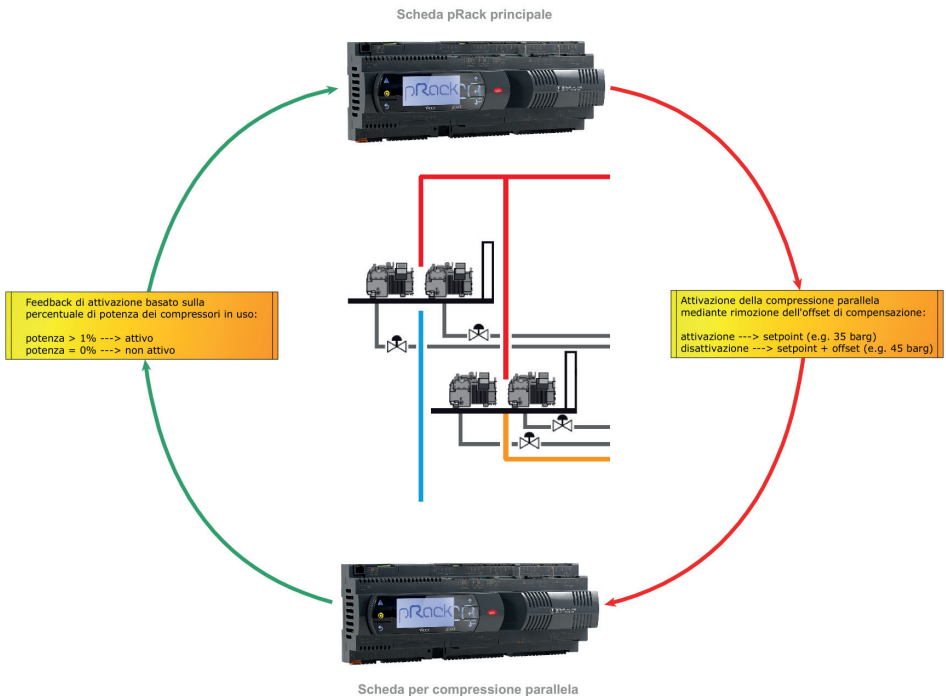 Scheda pRack principale
pRack
Feedback di attivazione basato sulla
percentuale di potenza dei compressori in uso:
potenza > 1% ---> attivo
potenza = 0% ---> non attivo
Attivazione della compressione parallela
mediante rimozione dell'offset di compensazione:
attivazione ---> setpoint (e.g. 35 barg)
disattivazione ---> setpoint + offset (e.g. 45 barg)
pRack
Scheda per compressione parallela